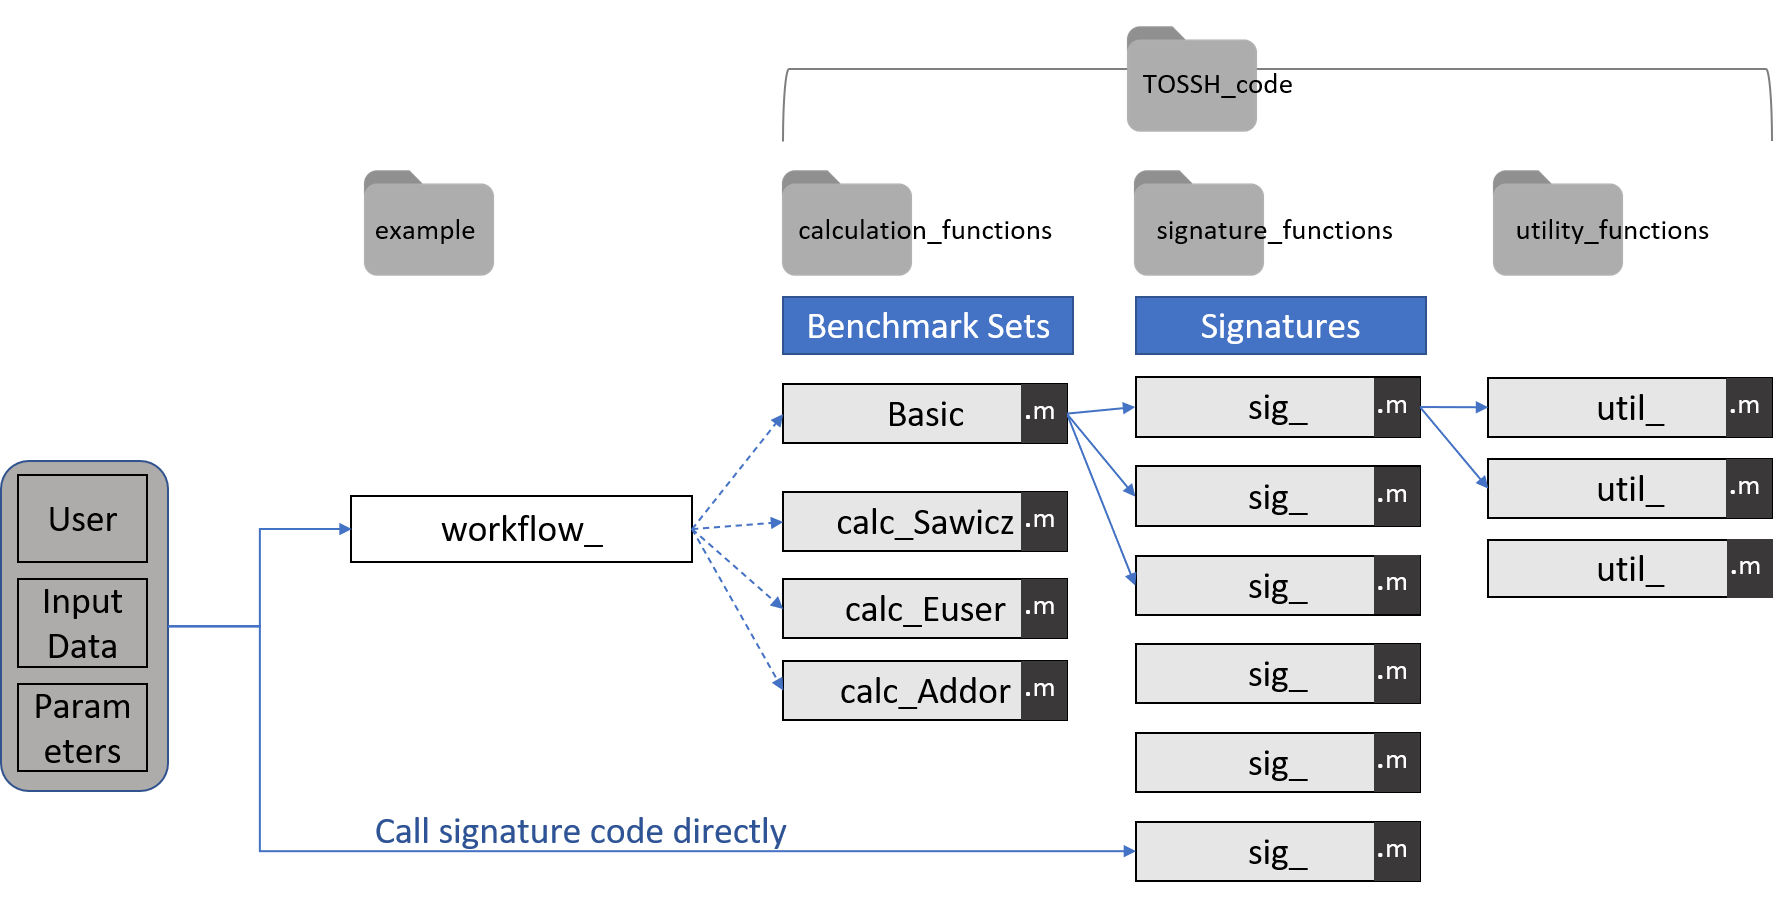 TOSSH_code
example
calculation_functions
signature_functions
utility_functions
Benchmark Sets
Signatures
Basic
.m
sig_
.m
util_
.m
sig_
.m
util_
.m
User
workflow_
calc_Sawicz
.m
sig_
.m
util_
.m
Input
Data
calc_Euser
.m
sig_
.m
Param
eters
calc_Addor
.m
sig_
.m
Call signature code directly
sig_
.m